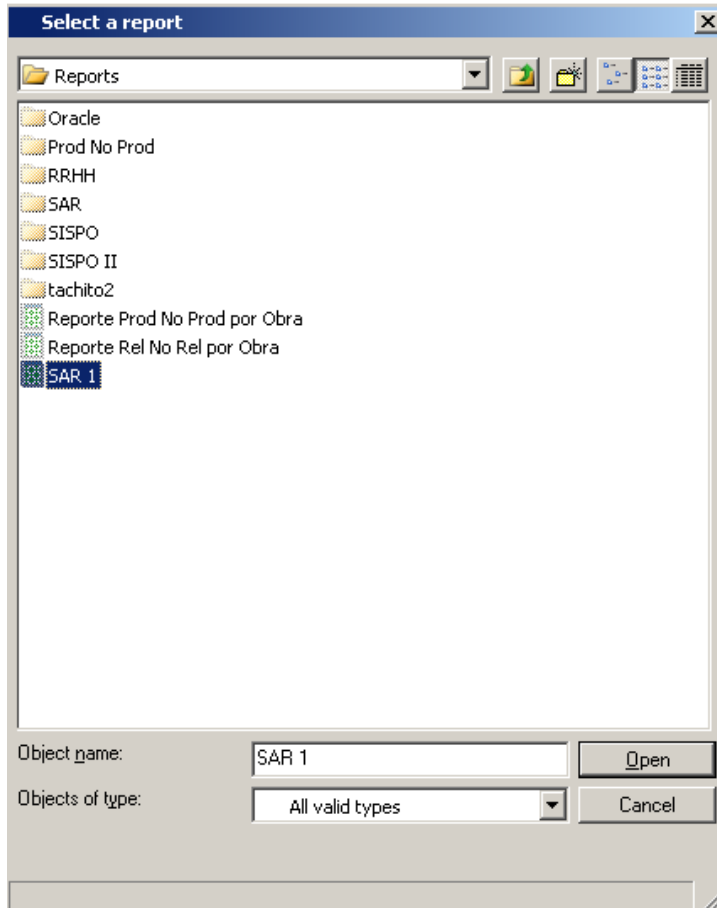 Select a report
Reports
Oracle
Prod No Prod
RRHH
SAR
SISPO
SISPO II
tachito2
Reporte Prod No Prod por Obra
Reporte Rel No Rel por Obra
SAR 1
Object name:
SAR 1
Open
Objects of type:
All valid types
Cancel